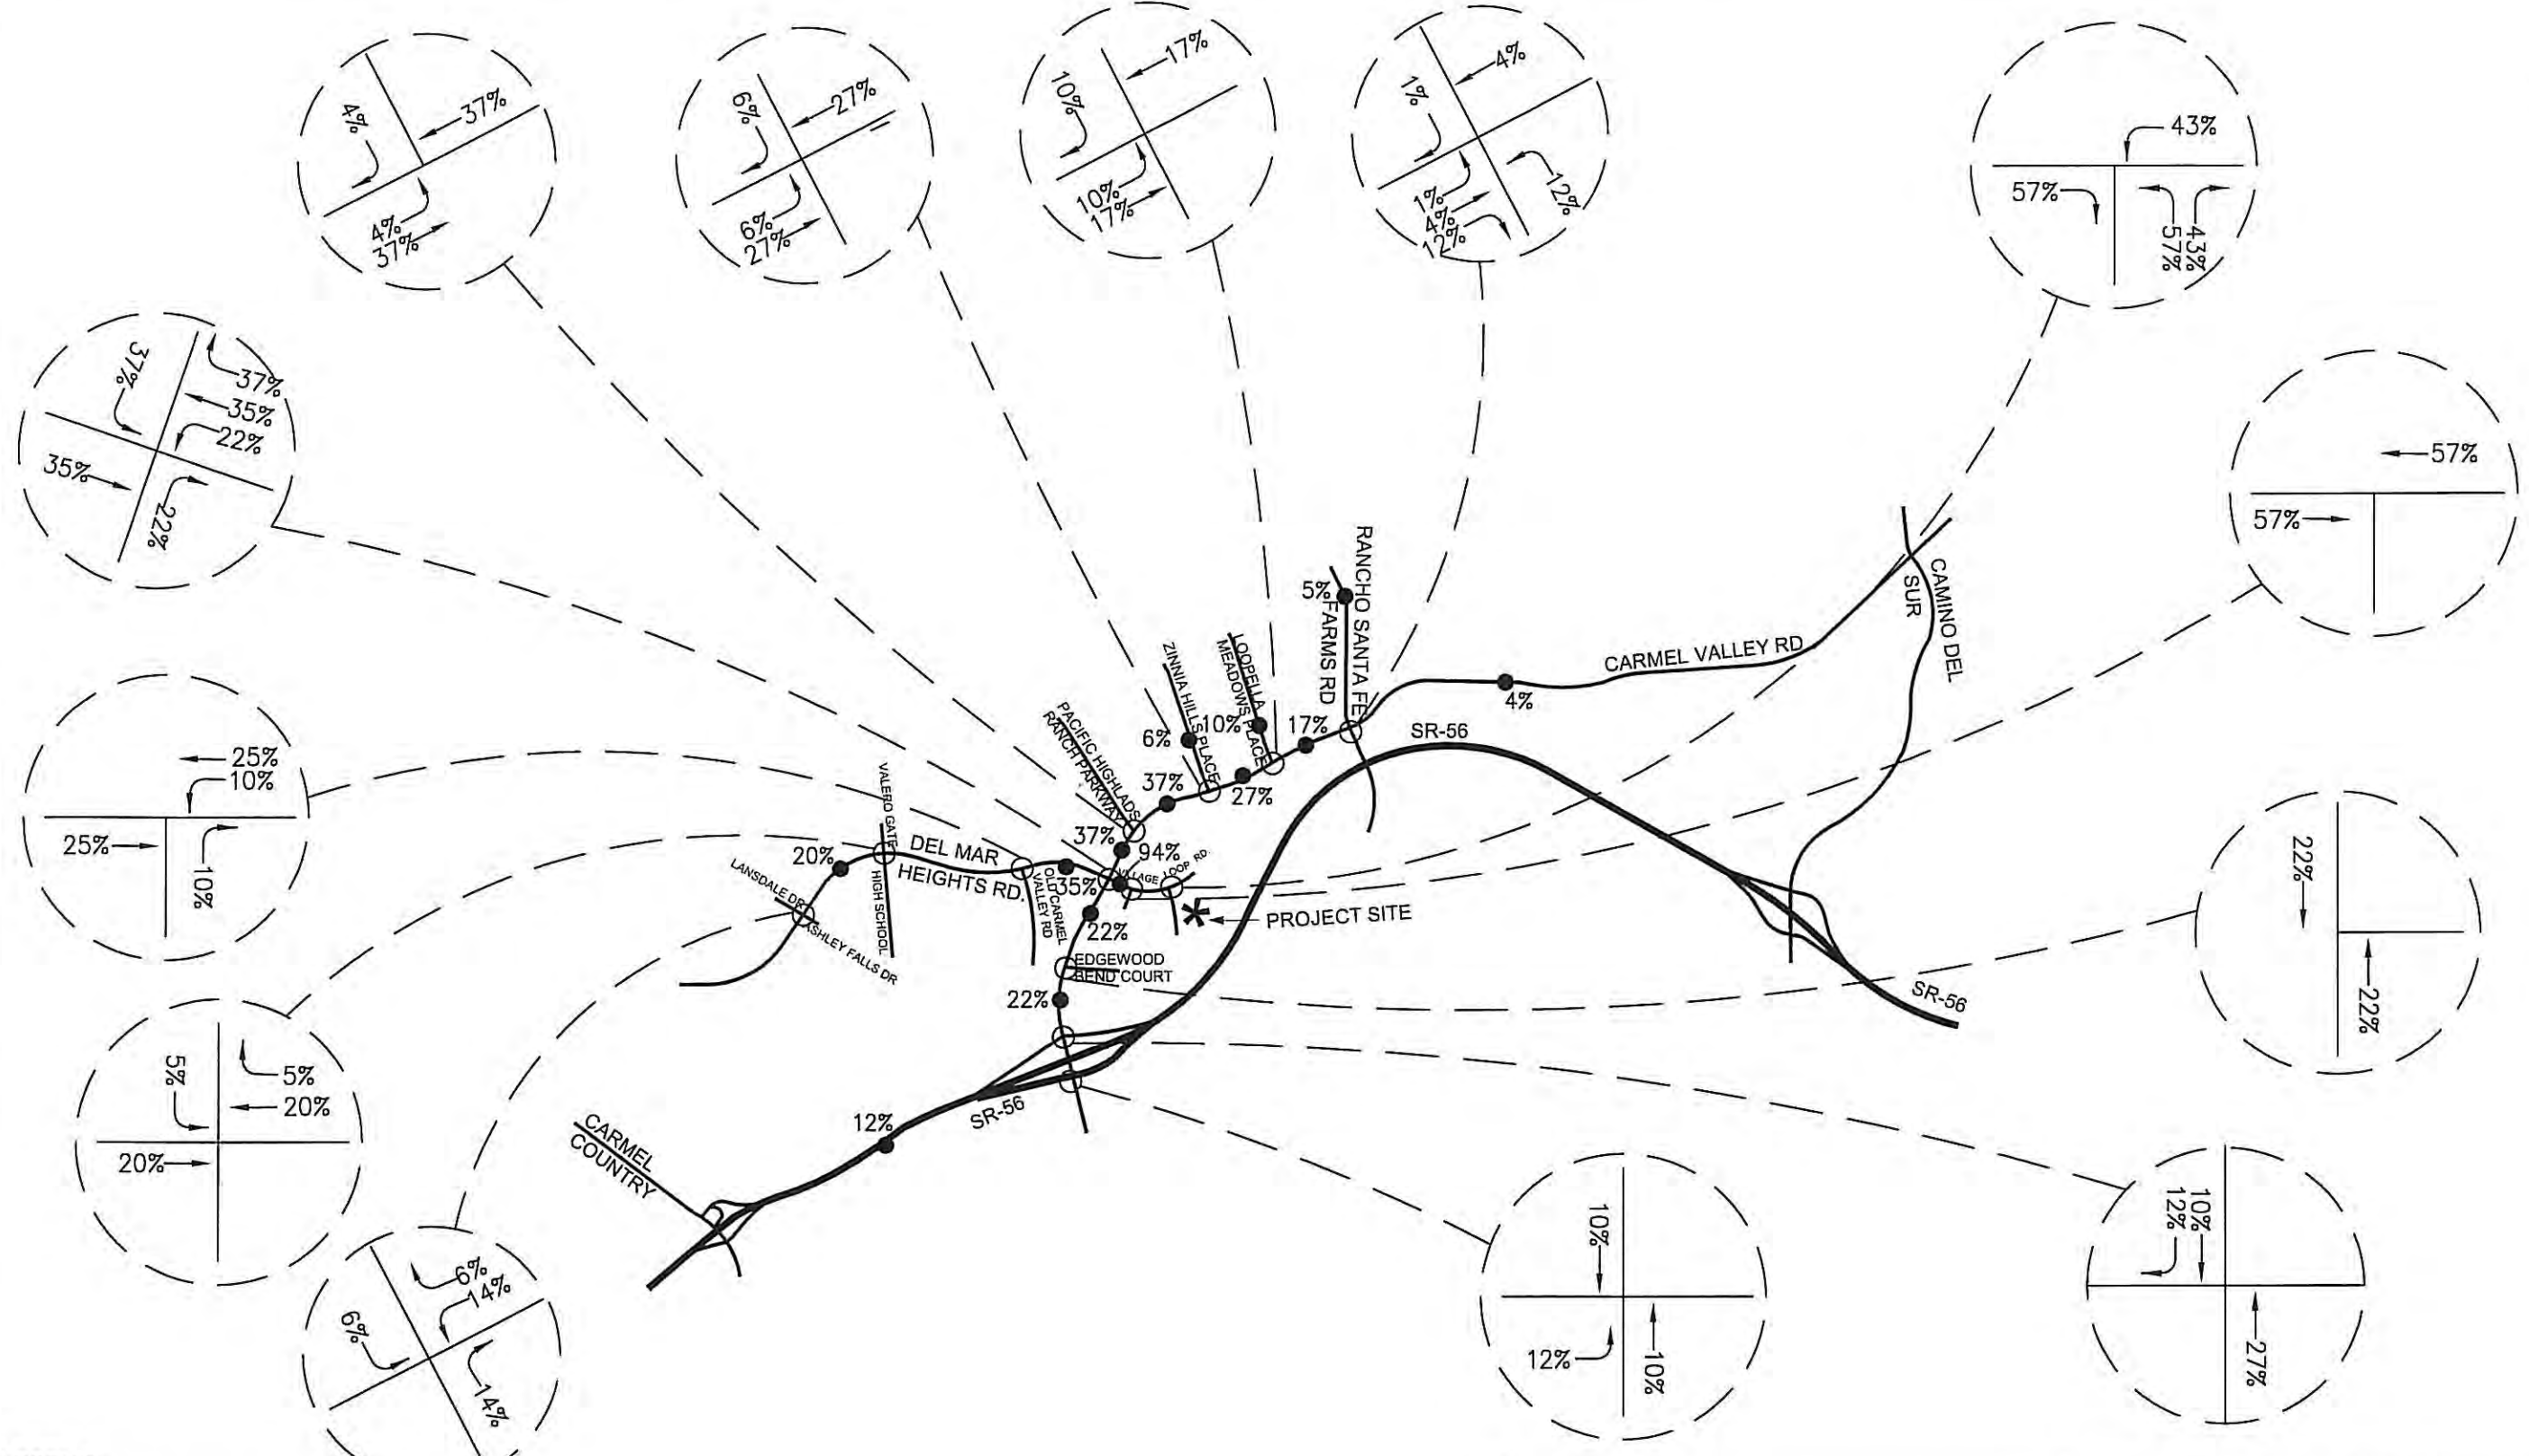 4%
37%
4%
37%
6%
27%
6%
27%
10%
17%
10%
17%
1%
4%
1%
4%
12%
12%
43%
57%
57%
43%
37%
37%
35%
22%
35%
22%
57%
57%
25%
10%
25%
10%
22%
22%
5%
5%
20%
20%
6%
14%
6%
14%
10%
12%
10%
10%
12%
27%
RANCHO SANTA FE
FARMS RD
5%
CAMINO DEL
SUR
CARMEL VALLEY RD
4%
SR-56
LOOPELLA
MEADOWS PLACE
10%
17%
ZINNIA HILLS PLACE
6%
27%
37%
PACIFIC HIGHLADS
RANCH PARKWAY
37%
94%
VILLAGE LOOP RD.
VALERO GATE
HIGH SCHOOL
DEL MAR
HEIGHTS RD.
20%
LANSDALE DR
ASHLEY FALLS DR
OLD CARMEL
VALLEY RD
35%
22%
PROJECT SITE
EDGEWOOD
BEND COURT
22%
SR-56
SR-56
12%
CARMEL
COUNTRY